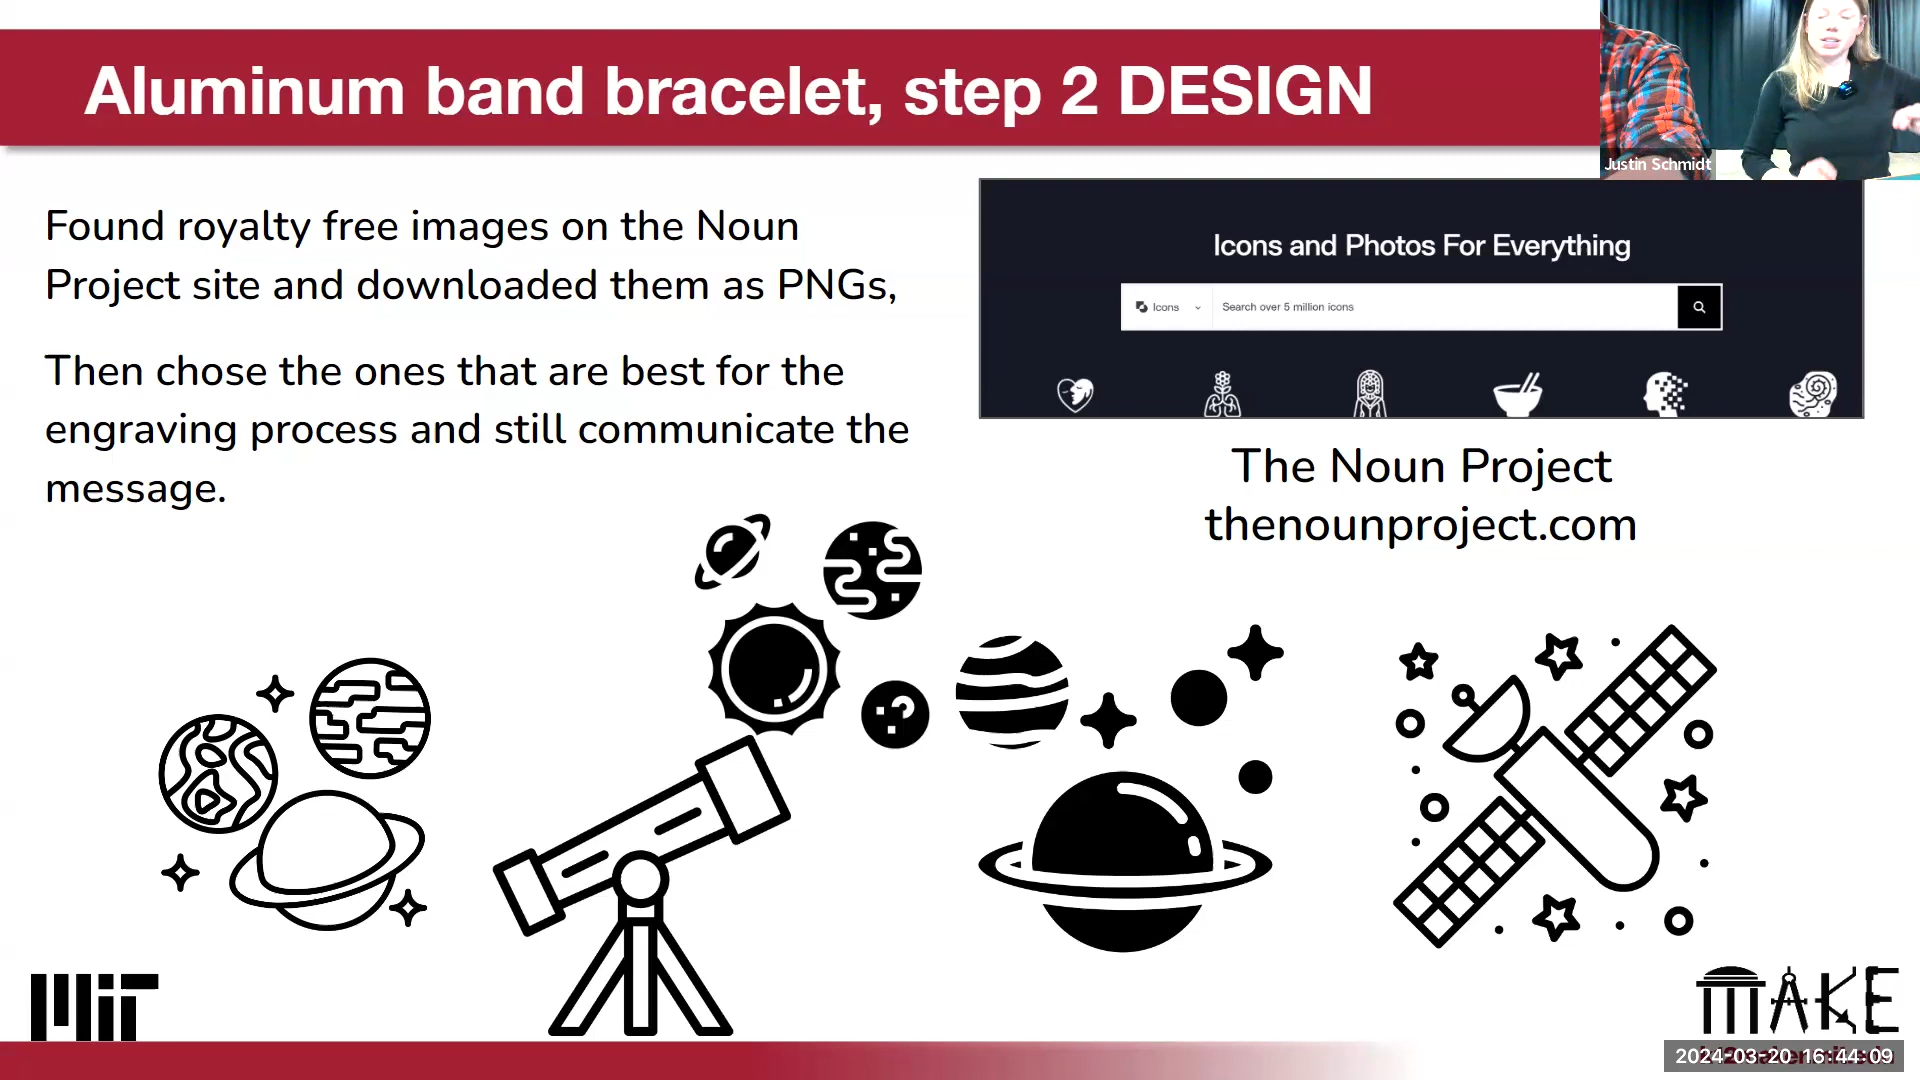 Aluminum band bracelet, step 2 DESIGN
Justin Schmidt
Found royalty free images on the Noun
Project site and downloaded them as PNGs,
Then chose the ones that are best for the
engraving process and still communicate the
message.
Icons and Photos For Everything
Icons
Search over 5 million icons
The Noun Project
thenounproject.com
MIT
MAKE
2024-03-20 16:44:09